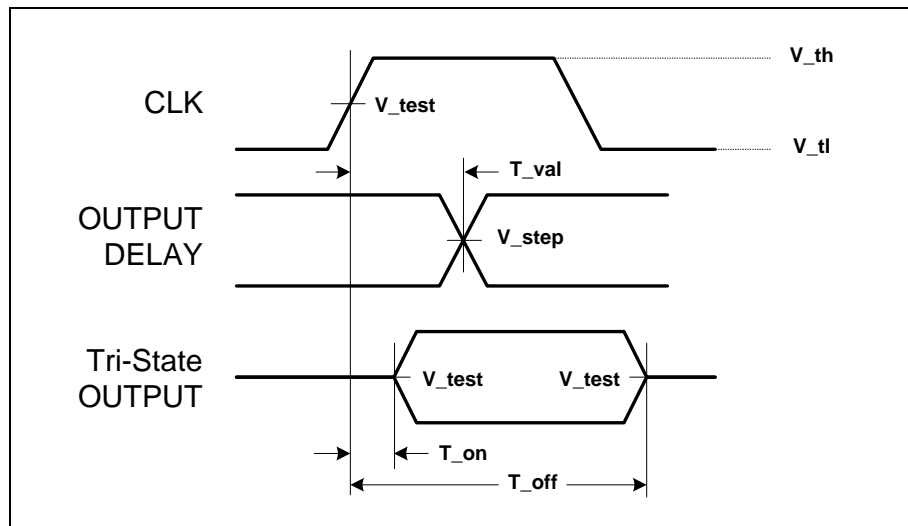 V_th
CLK
V_test
V_tl
T_val
OUTPUT
DELAY
V_step
Tri-State
OUTPUT
V_test
V_test
T_on
T_off